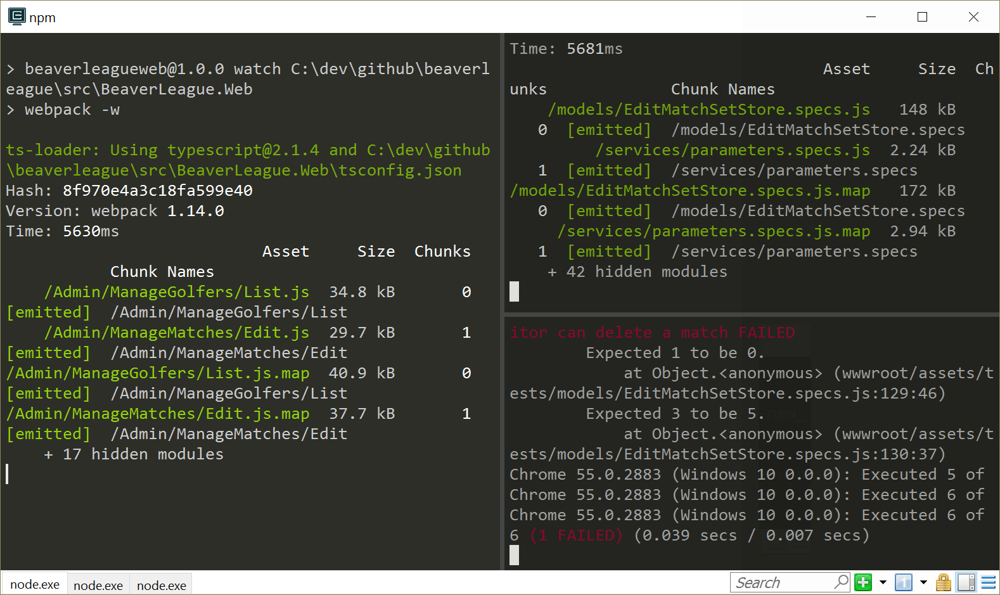 npm
> beaverleagueweb@1.0.0 watch C:\dev\github\beaverl
eague\src\BeaverLeague.Web
> webpack -w
ts-loader: Using typescript@2.1.4 and C:\dev\github
\beaverleague\src\BeaverLeague.Web\tsconfig.json
Hash: 8f970e4a3c18fa599e40
Version: webpack 1.14.0
Time: 5630ms
Asset Size Chunks
Chunk Names
/Admin/ManageGolfers/List.js 34.8 kB 0
[emitted] /Admin/ManageGolfers/List
/Admin/ManageMatches/Edit.js 29.7 kB 1
[emitted] /Admin/ManageMatches/Edit
/Admin/ManageGolfers/List.js.map 40.9 kB 0
[emitted] /Admin/ManageGolfers/List
/Admin/ManageMatches/Edit.js.map 37.7 kB 1
[emitted] /Admin/ManageMatches/Edit
+ 17 hidden modules
Time: 5681ms
Asset Size Ch
unks Chunk Names
/models/EditMatchSetStore.specs.js 148 kB
0 [emitted] /models/EditMatchSetStore.specs
/services/parameters.specs.js 2.24 kB
1 [emitted] /services/parameters.specs
/models/EditMatchSetStore.specs.js.map 172 kB
0 [emitted] /models/EditMatchSetStore.specs
/services/parameters.specs.js.map 2.94 kB
1 [emitted] /services/parameters.specs
+ 42 hidden modules
itor can delete a match FAILED
Expected 1 to be 0.
at Object.<anonymous> (wwwroot/assets/t
ests/models/EditMatchSetStore.specs.js:129:46)
Expected 3 to be 5.
at Object.<anonymous> (wwwroot/assets/t
ests/models/EditMatchSetStore.specs.js:130:37)
Chrome 55.0.2883 (Windows 10 0.0.0): Executed 5 of
Chrome 55.0.2883 (Windows 10 0.0.0): Executed 6 of
Chrome 55.0.2883 (Windows 10 0.0.0): Executed 6 of
6 (1 FAILED) (0.039 secs / 0.007 secs)
node.exe node.exe node.exe Search 1